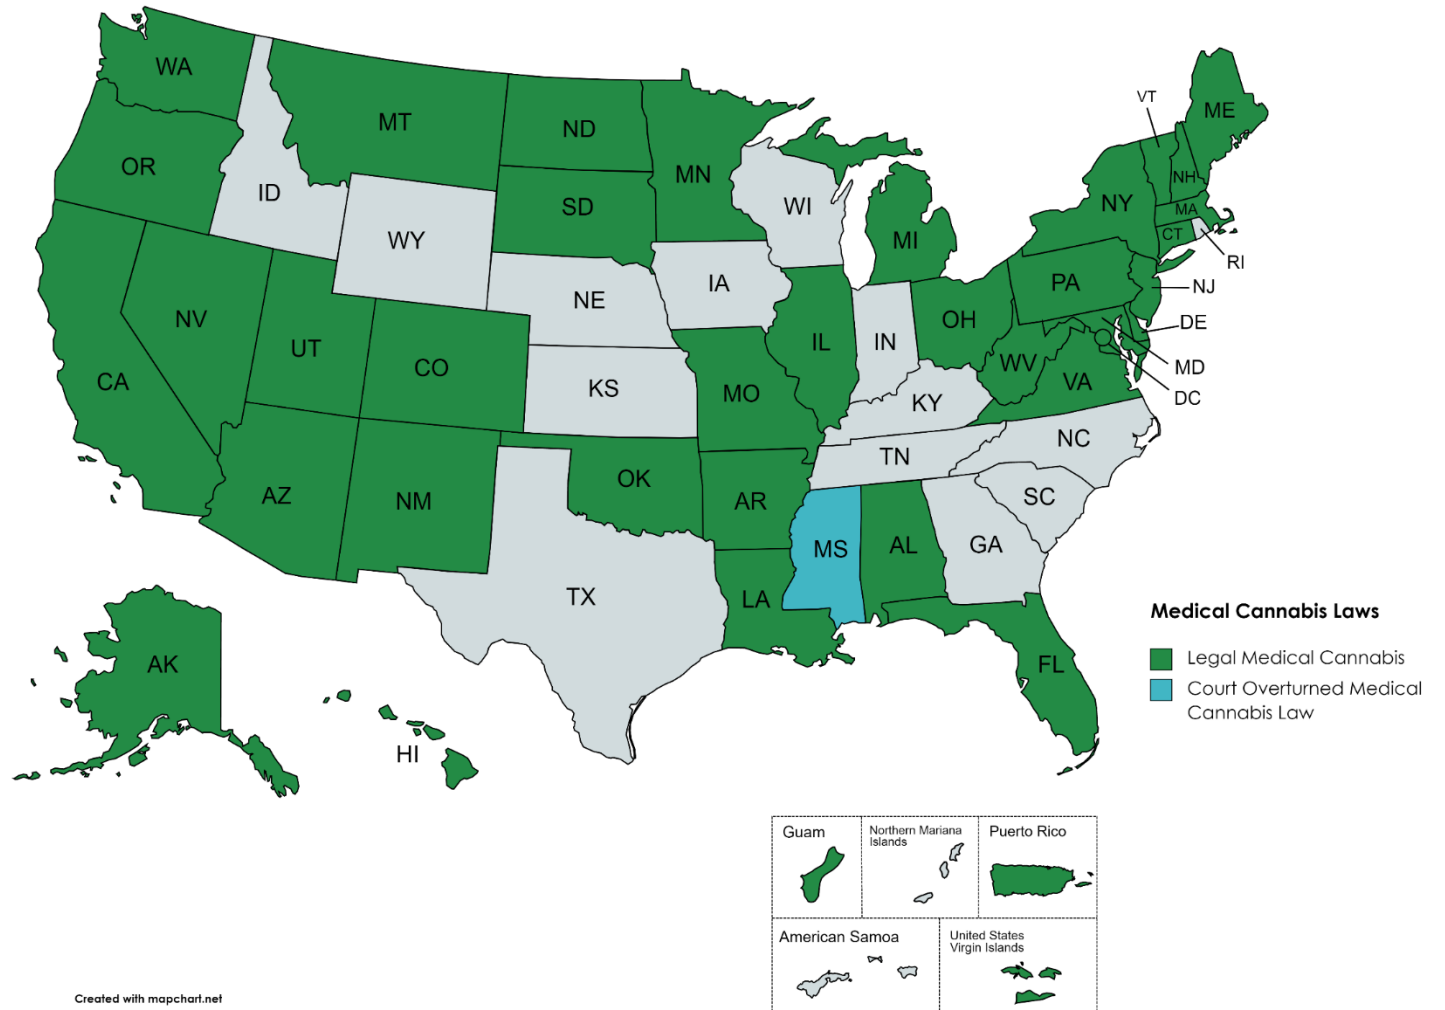 WA
MT
ND
MN
VT
ME
OR
ID
SD
WI
NH
NY
MA
WY
MI
CT
RI
IA
PA
NJ
NE
OH
DE
NV
UT
IL
IN
MD
CO
WV
VA
CA
KS
MO
KY
DC
NC
TN
OK
SC
AZ
NM
AR
MS
AL
GA
TX
LA
Medical Cannabis Laws
Legal Medical Cannabis
Court Overturned Medical
Cannabis Law
AK
FL
HI
Guam
Northern Mariana
Islands
Puerto Rico
American Samoa
United States
Virgin Islands
Created with mapchart.net